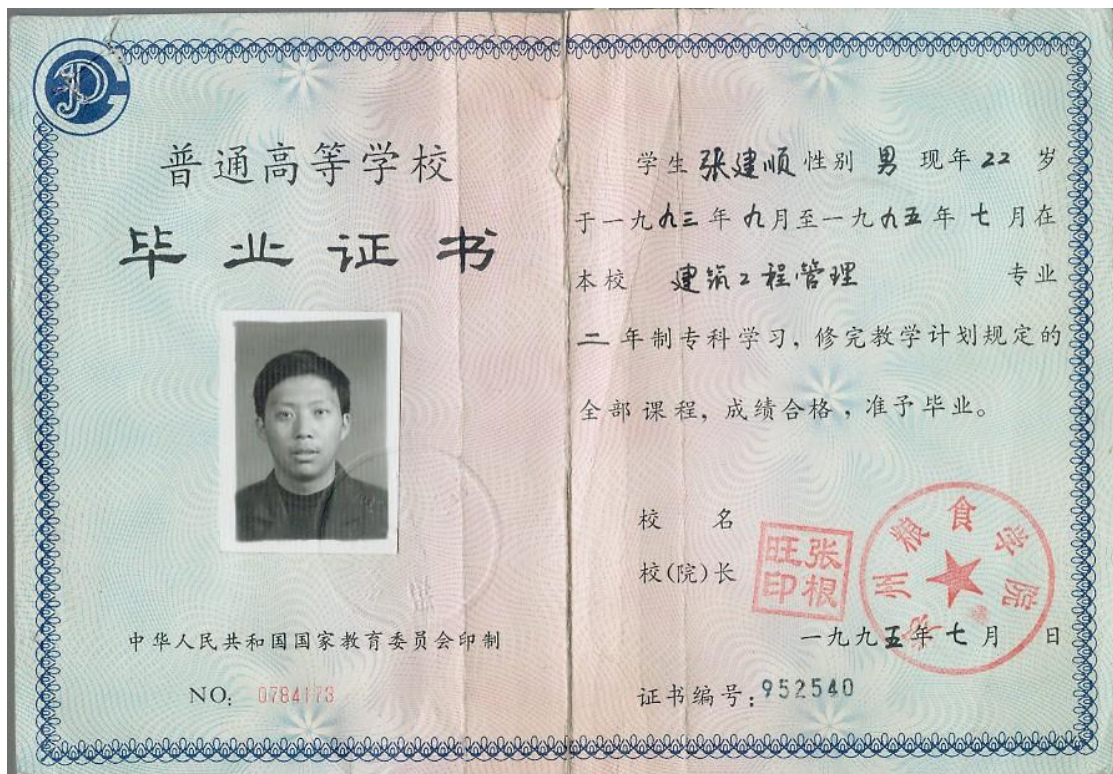 普通高等学校
毕业证书
中华人民共和国国家教育委员会印制
NO: 0784173
学生 张建顺 性别 男 现年 22 岁
于一九九三年九月至一九九五年七月在
本校 建筑工程管理 专业
二年制专科学习，修完教学计划规定的
全部课程，成绩合格，准予毕业。
校 名
校(院)长
张根旺印
州粮食学院
一九九五年七月 日
证书编号：952540